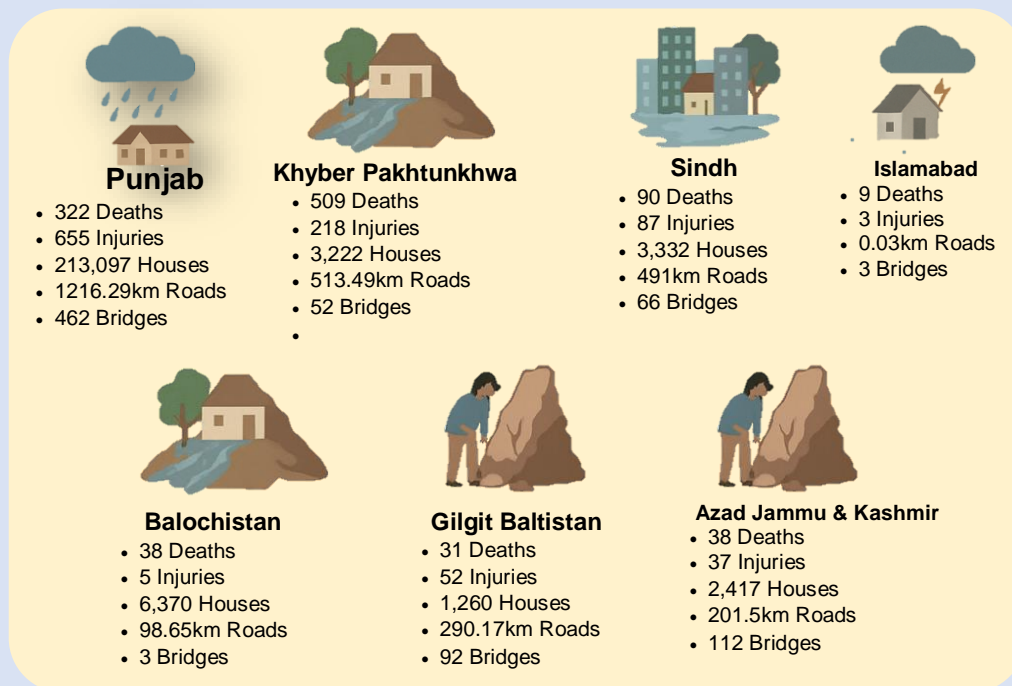 Punjab
• 322 Deaths
• 655 Injuries
• 213,097 Houses
• 1216.29km Roads
• 462 Bridges
Khyber Pakhtunkhwa
• 509 Deaths
• 218 Injuries
• 3,222 Houses
• 513.49km Roads
• 52 Bridges
•
Sindh
• 90 Deaths
• 87 Injuries
• 3,332 Houses
• 491km Roads
• 66 Bridges
Islamabad
• 9 Deaths
• 3 Injuries
• 0.03km Roads
• 3 Bridges
Balochistan
• 38 Deaths
• 5 Injuries
• 6,370 Houses
• 98.65km Roads
• 3 Bridges
Gilgit Baltistan
• 31 Deaths
• 52 Injuries
• 1,260 Houses
• 290.17km Roads
• 92 Bridges
Azad Jammu & Kashmir
• 38 Deaths
• 37 Injuries
• 2,417 Houses
• 201.5km Roads
• 112 Bridges